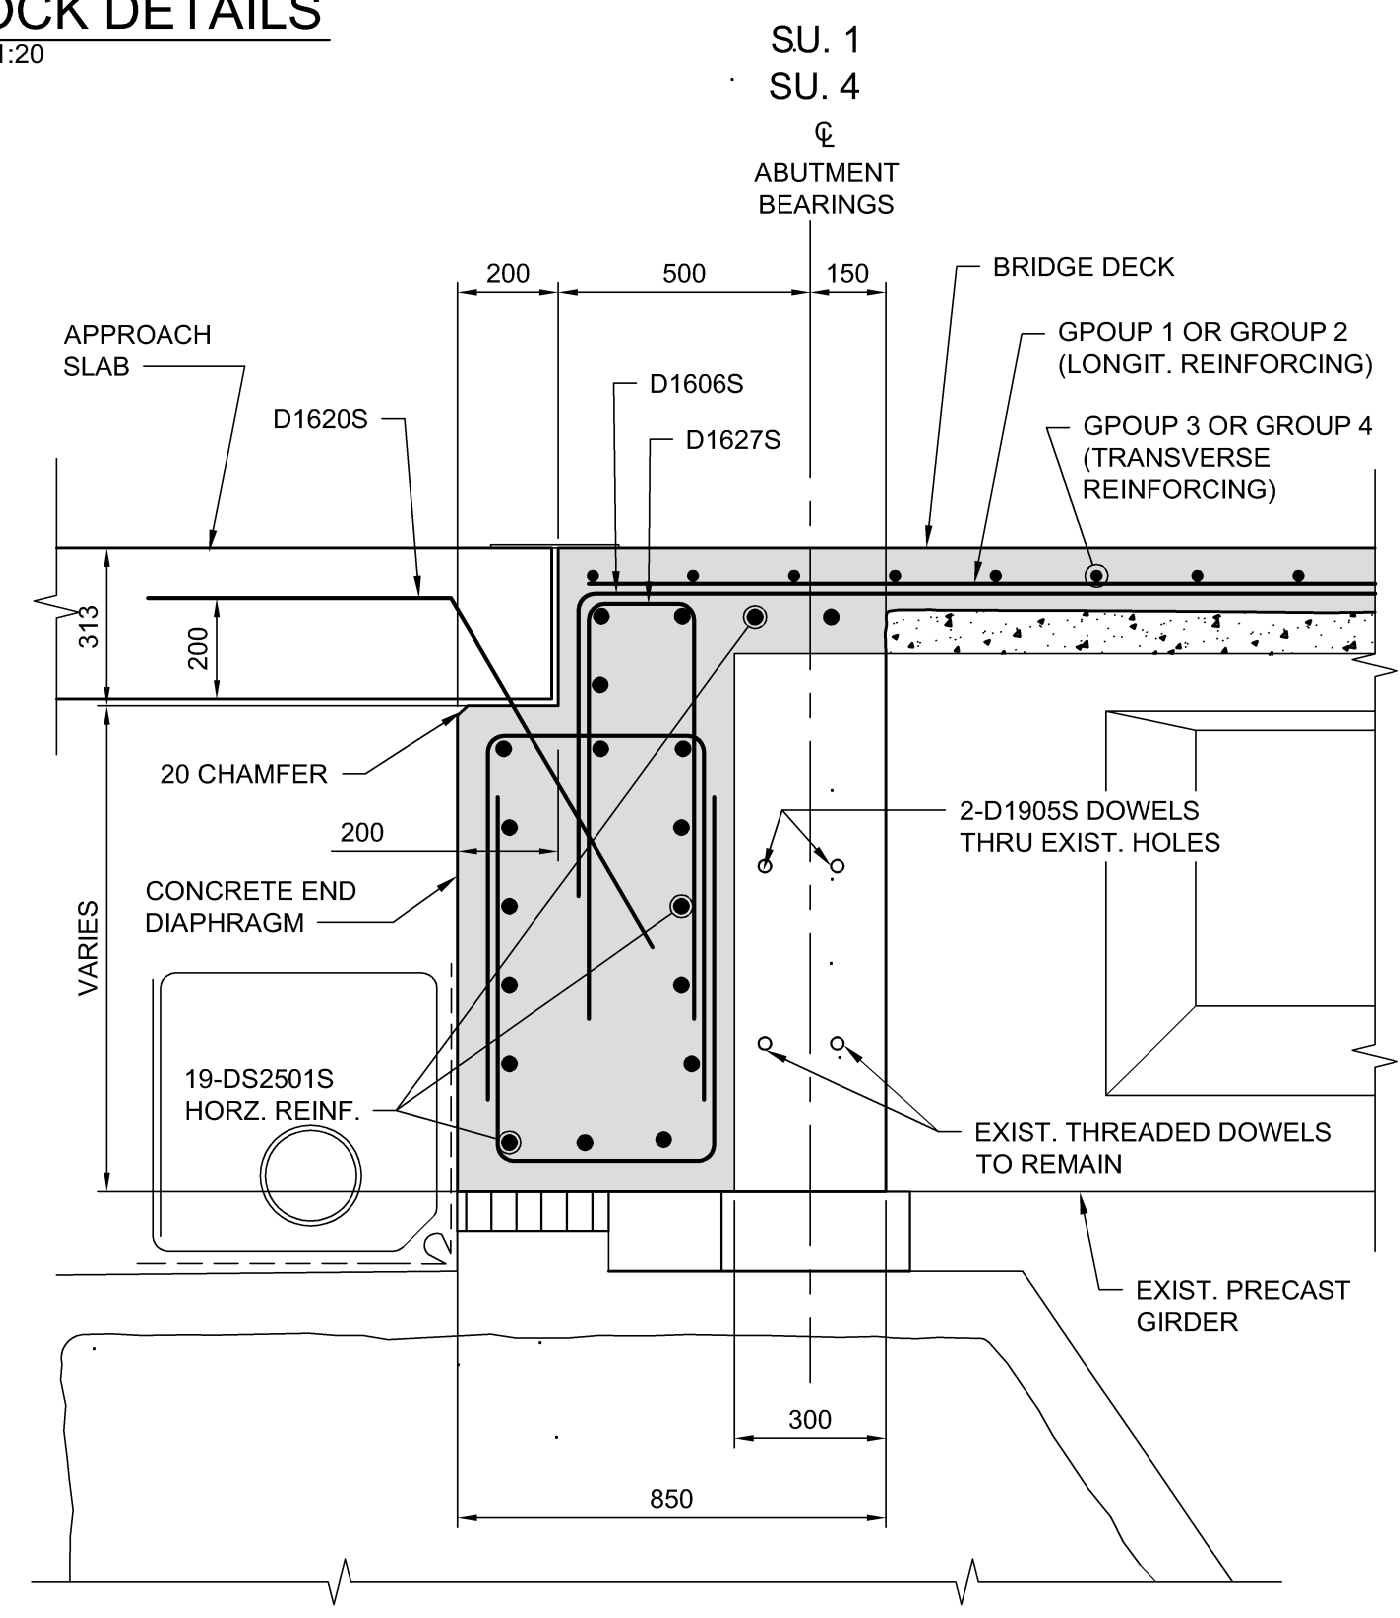 OCK DETAILS
1:20
S.U. 1
SU. 4
℄
ABUTMENT
BEARINGS
200
500
150
BRIDGE DECK
APPROACH
SLAB
GPOUP 1 OR GROUP 2
(LONGIT. REINFORCING)
D1606S
D1620S
D1627S
GPOUP 3 OR GROUP 4
(TRANSVERSE
REINFORCING)
313
200
20 CHAMFER
200
2-D1905S DOWELS
THRU EXIST. HOLES
CONCRETE END
DIAPHRAGM
VARIES
19-DS2501S
HORZ. REINF.
EXIST. THREADED DOWELS
TO REMAIN
EXIST. PRECAST
GIRDER
300
850